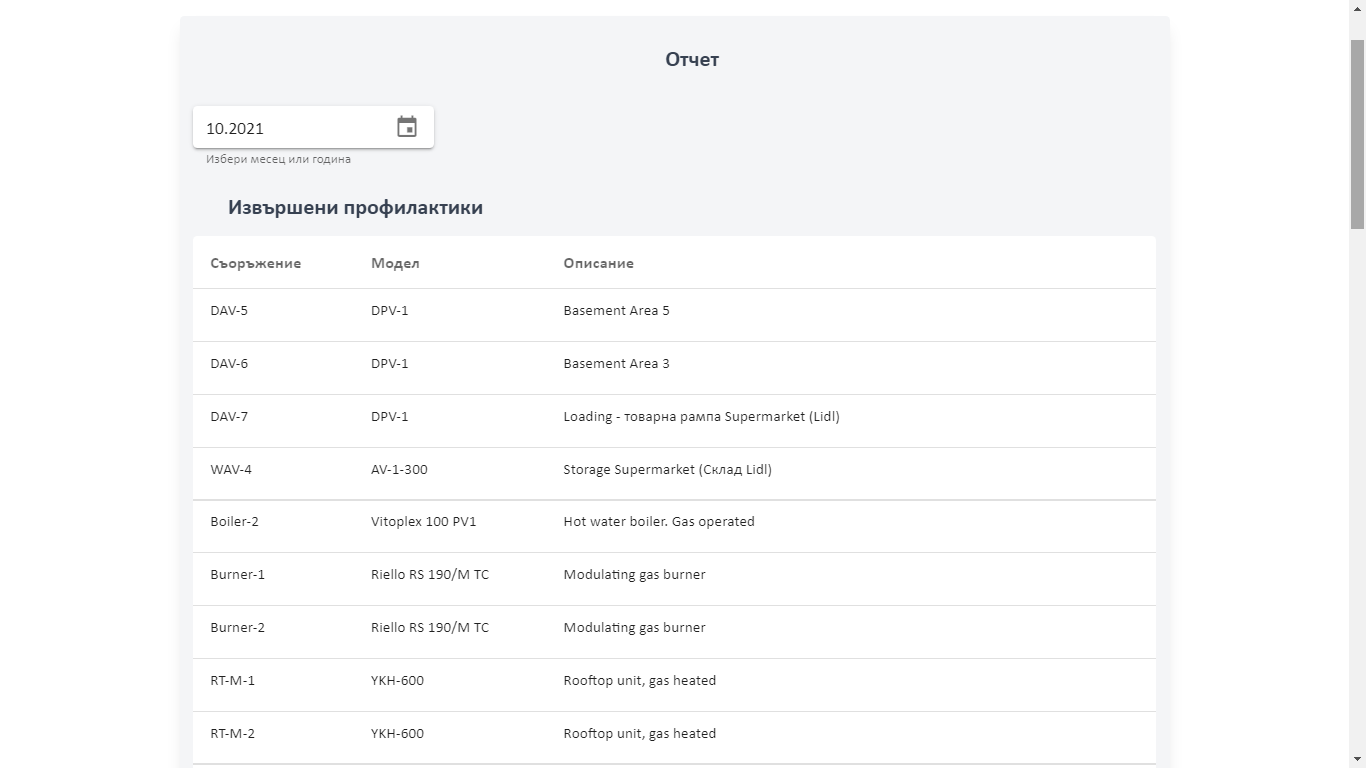 Отчет
10.2021
Избери месец или година
Извършени профилактики
Съоръжение Модел Описание
DAV-5 DPV-1 Basement Area 5
DAV-6 DPV-1 Basement Area 3
DAV-7 DPV-1 Loading - товарна рампа Supermarket (Lidl)
WAV-4 AV-1-300 Storage Supermarket (Склад Lidl)
Boiler-2 Vitoplex 100 PV1 Hot water boiler. Gas operated
Burner-1 Riello RS 190/M TC Modulating gas burner
Burner-2 Riello RS 190/M TC Modulating gas burner
RT-M-1 YKH-600 Rooftop unit, gas heated
RT-M-2 YKH-600 Rooftop unit, gas heated